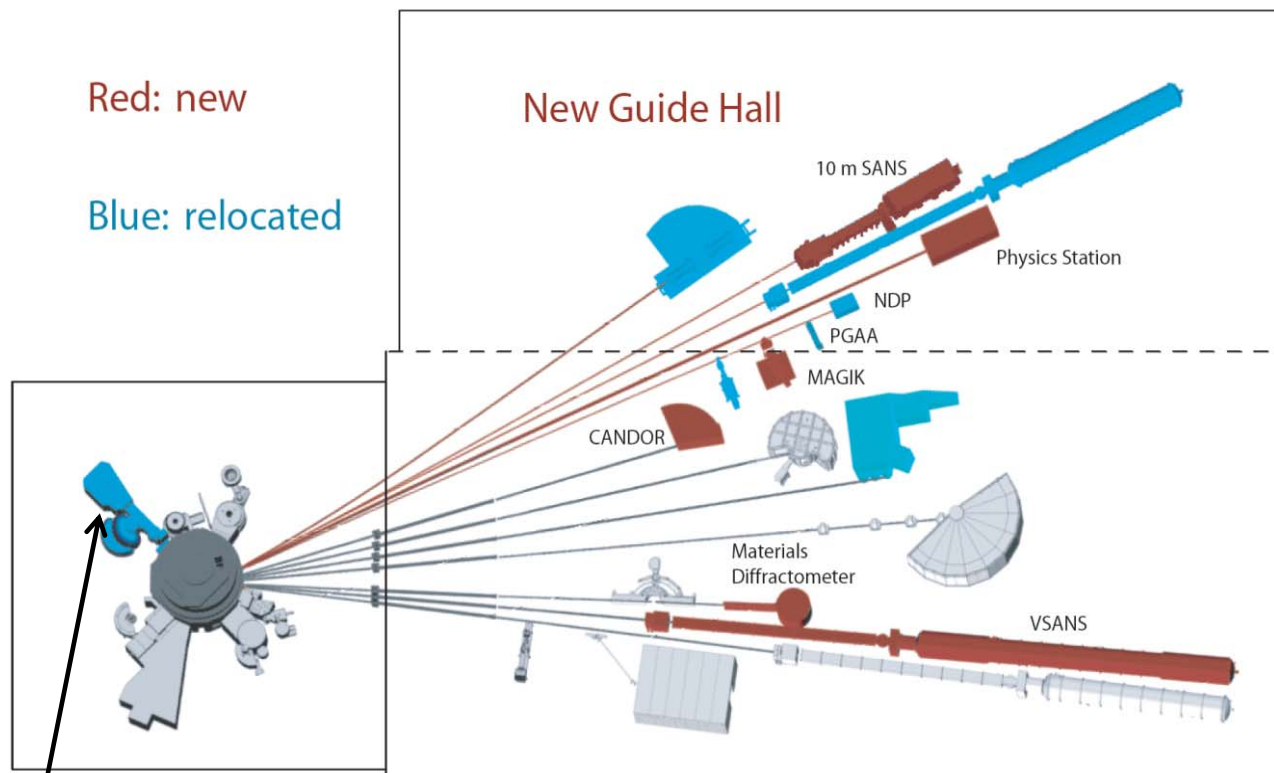 Red: new
New Guide Hall
Blue: relocated
10 m SANS
Physics Station
NDP
PGAA
MAGIK
CANDOR
Materials
Diffractometer
VSANS